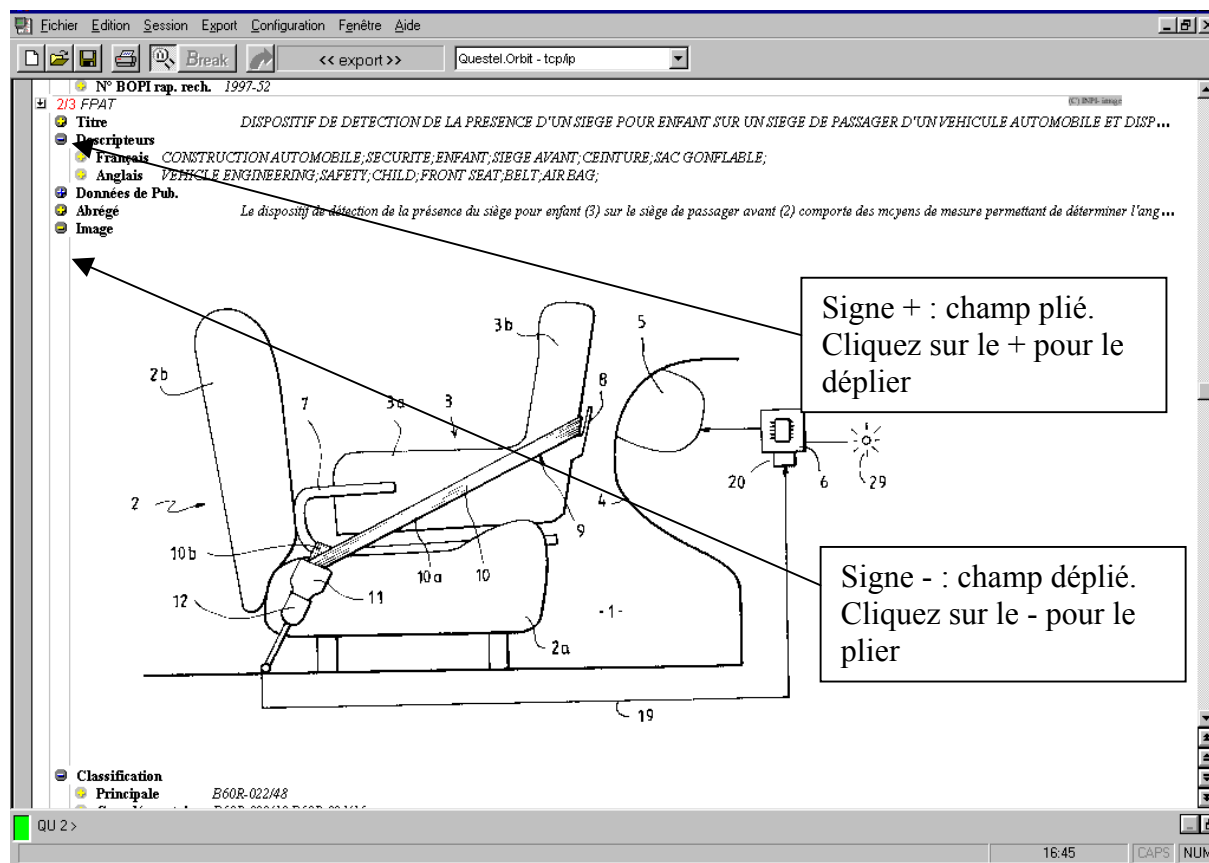 Fichier Edition Session Export Configuration Fenêtre Aide
Break << export >> Questel.Orbit - tcp/ip
N° BOPI rap. rech. 1997-52
2/3 FPAT (C) INPI- image
Titre DISPOSITIF DE DETECTION DE LA PRESENCE D'UN SIEGE POUR ENFANT SUR UN SIEGE DE PASSAGER D'UN VEHICULE AUTOMOBILE ET DISP...
Descripteurs
Français CONSTRUCTION AUTOMOBILE;SECURITE;ENFANT;SIEGE AVANT;CEINTURE;SAC GONFLABLE;
Anglais VEHICLE ENGINEERING;SAFETY;CHILD;FRONT SEAT;BELT;AIR BAG;
Données de Pub.
Abrégé Le dispositif de détection de la présence du siège pour enfant (3) sur le siège de passager avant (2) comporte des moyens de mesure permettant de déterminer l'ang...
Image
Signe + : champ plié.
Cliquez sur le + pour le
déplier
3b 5
2b 8
7 3a 3
20 6 29
2 4
9
10b
10a 10
12 11 -1-
2a
19
Signe - : champ déplié.
Cliquez sur le - pour le
plier
Classification
Principale B60R-022/48
QU 2 >
16:45 CAPS NUM